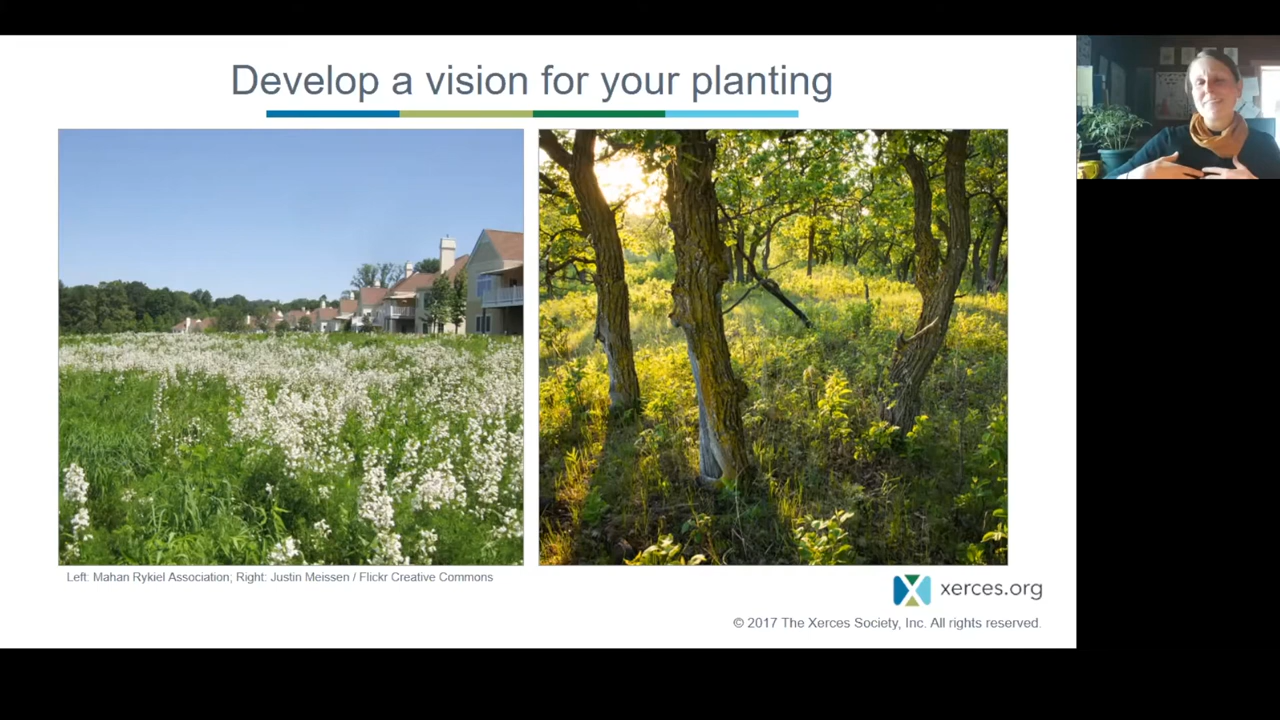 Develop a vision for your planting
Left: Mahan Rykiel Association; Right: Justin Meissen / Flickr Creative Commons
xerces.org
© 2017 The Xerces Society, Inc. All rights reserved.